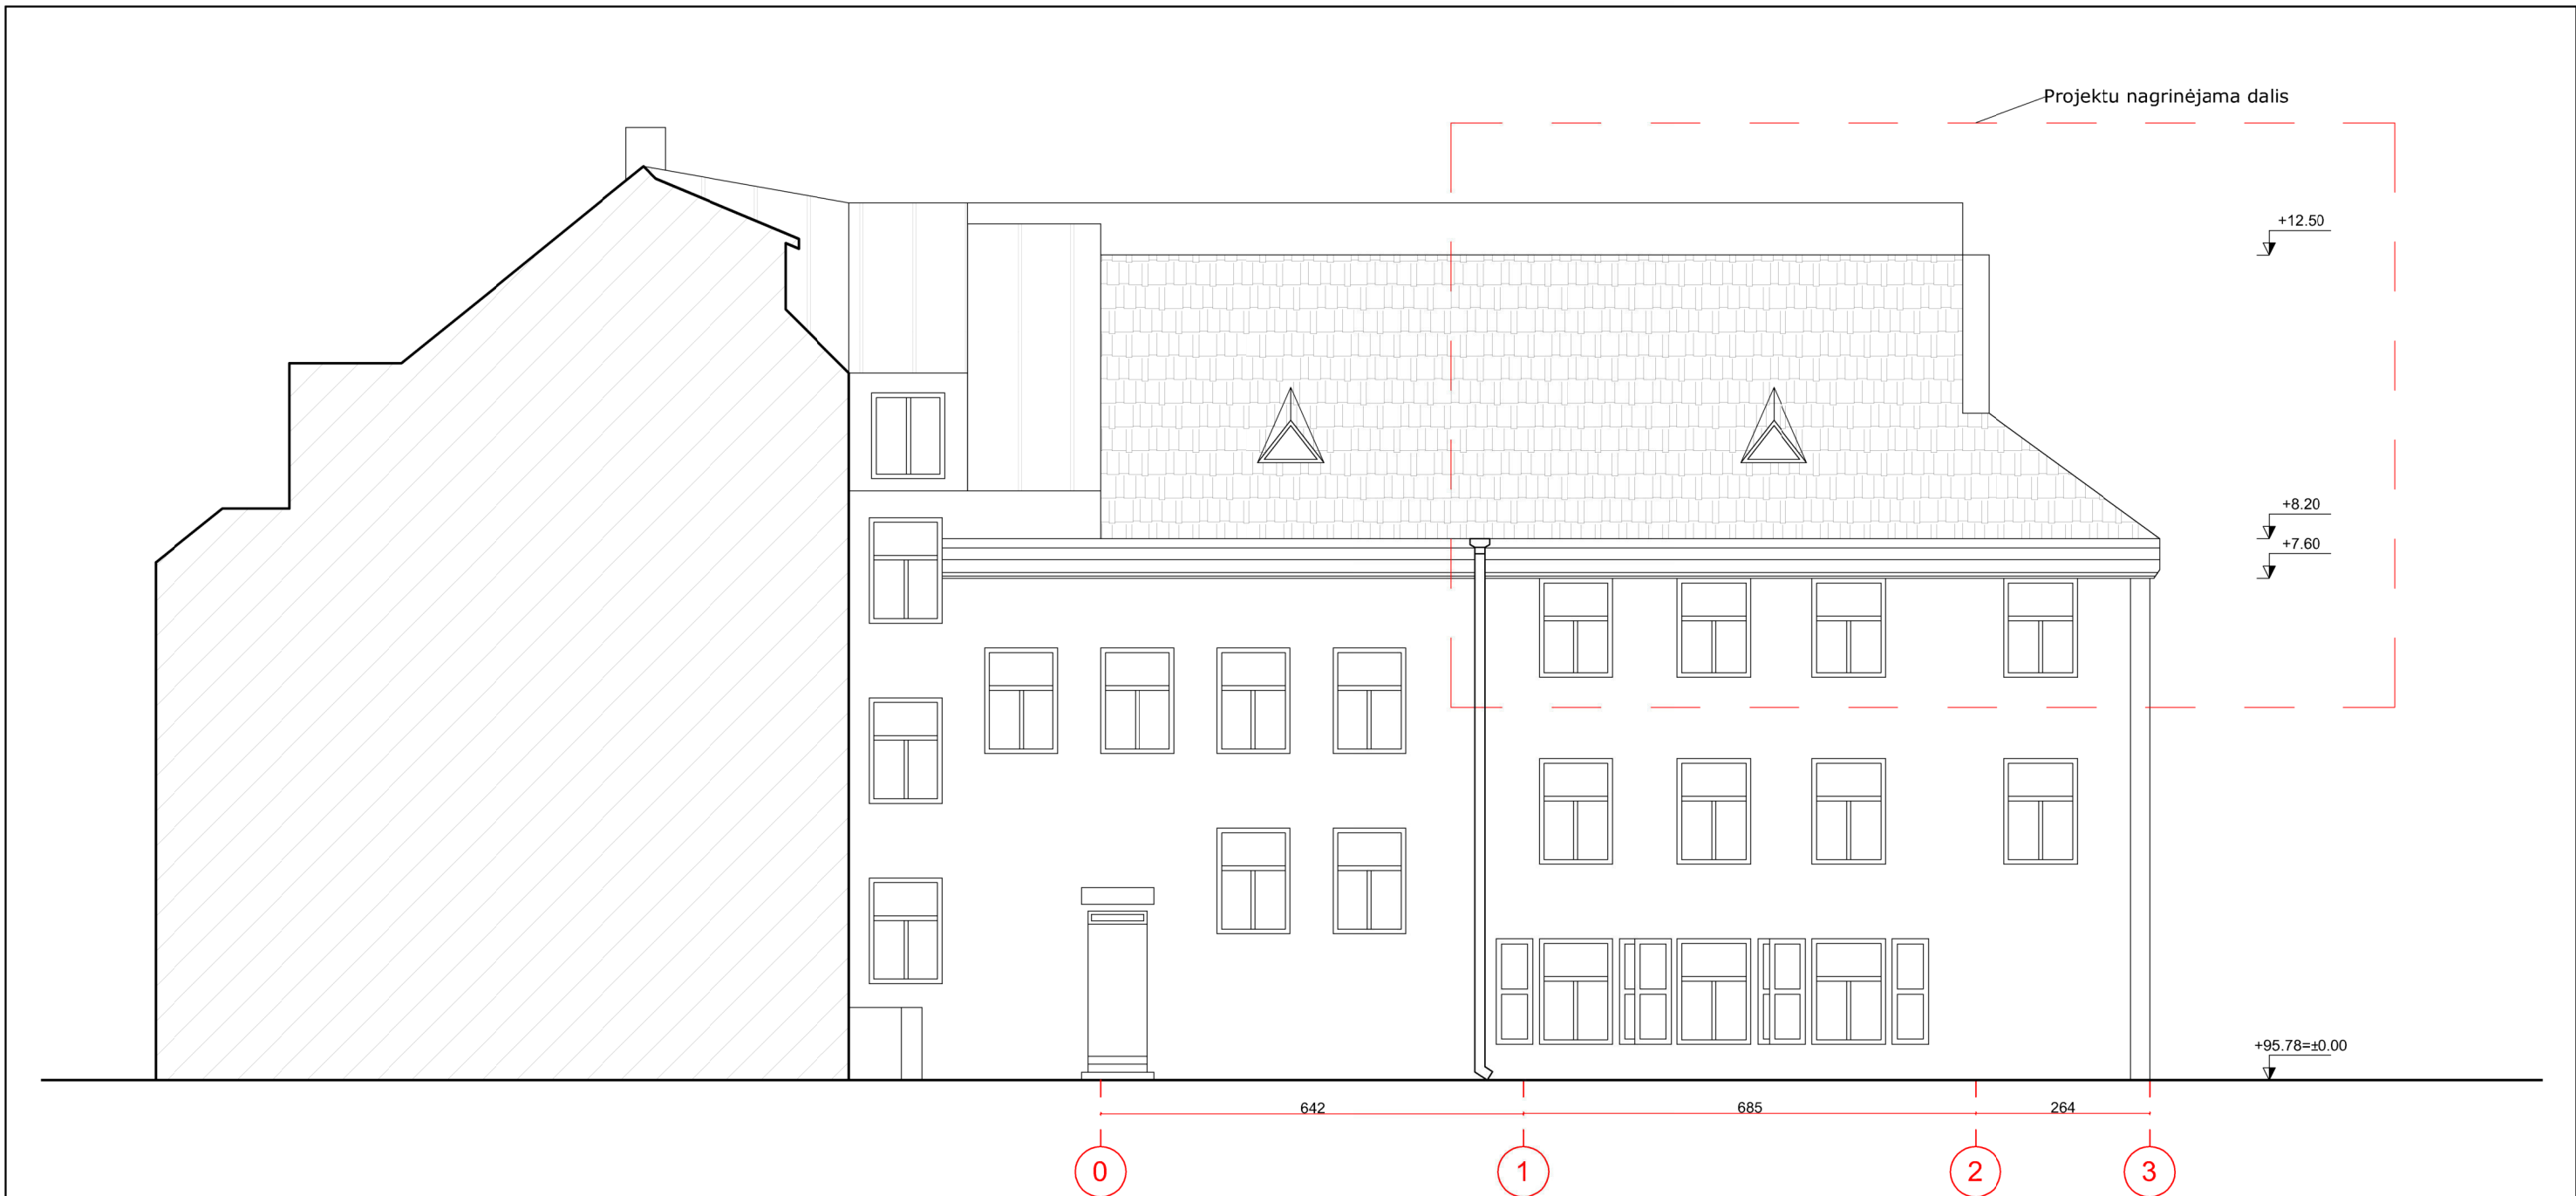 Projektu nagrinėjama dalis
+12.50
+8.20
+7.60
+95.78=±0.00
642 685 264
0 1 2 3